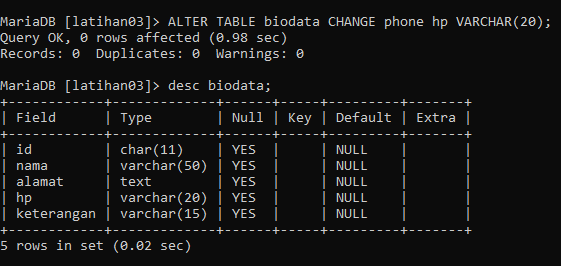 MariaDB [latihan03]> ALTER TABLE biodata CHANGE phone hp VARCHAR(20);
Query OK, 0 rows affected (0.98 sec)
Records: 0  Duplicates: 0  Warnings: 0

MariaDB [latihan03]> desc biodata;
+------------+-------------+------+-----+---------+-------+
| Field      | Type        | Null | Key | Default | Extra |
+------------+-------------+------+-----+---------+-------+
| id         | char(11)    | YES  |     | NULL    |       |
| nama       | varchar(50) | YES  |     | NULL    |       |
| alamat     | text        | YES  |     | NULL    |       |
| hp         | varchar(20) | YES  |     | NULL    |       |
| keterangan | varchar(15) | YES  |     | NULL    |       |
+------------+-------------+------+-----+---------+-------+
5 rows in set (0.02 sec)